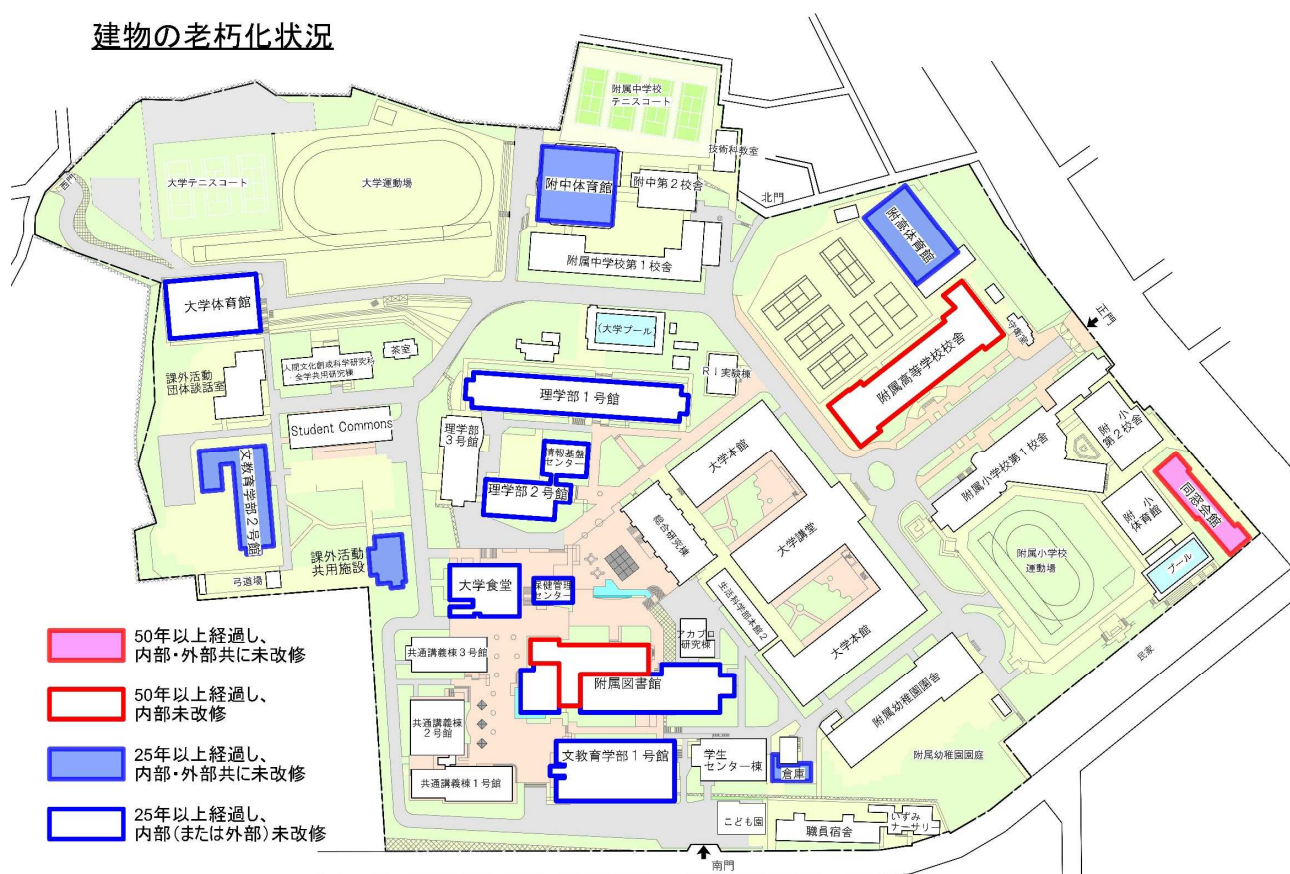 建物の老朽化状況
附属中学校
テニスコート
技術科教室
西門
大学テニスコート
大学運動場
附中体育館
附中第2校舎
北門
附高体育館
附属中学校第1校舎
大学体育館
(大学プール)
守衛室
正門
附属高等学校校舎
人間文化創成科学研究科
・全学共用研究棟
茶室
RI実験棟
課外活動
団体談話室
理学部1号館
Student Commons
理学部
3号館
情報基盤
センター
理学部2号館
大学本館
附小
第2校舎
附属小学校第1校舎
同窓会館
文教育学部2号館
総合研究棟
大学講堂
附小
体育館
課外活動
共用施設
附属小学校
運動場
プール
弓道場
大学食堂
保健管理
センター
生活科学部本館2
大学本館
アカプロ
研究棟
民家
共通講義棟3号館
附属図書館
附属幼稚園園舎
共通講義棟
2号館
附属幼稚園園庭
文教育学部1号館
学生
センター棟
倉庫
共通講義棟1号館
こども園
職員宿舎
いずみ
ナーサリー
南門
50年以上経過し、
内部・外部共に未改修
50年以上経過し、
内部未改修
25年以上経過し、
内部・外部共に未改修
25年以上経過し、
内部(または外部)未改修